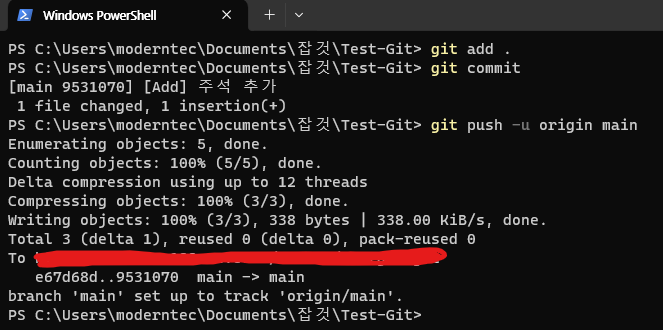 Windows PowerShell
PS C:\Users\moderntec\Documents\잡것\Test-Git> git add .
PS C:\Users\moderntec\Documents\잡것\Test-Git> git commit
[main 9531070] [Add] 주석 추가
1 file changed, 1 insertion(+)
PS C:\Users\moderntec\Documents\잡것\Test-Git> git push -u origin main
Enumerating objects: 5, done.
Counting objects: 100% (5/5), done.
Delta compression using up to 12 threads
Compressing objects: 100% (3/3), done.
Writing objects: 100% (3/3), 338 bytes | 338.00 KiB/s, done.
Total 3 (delta 1), reused 0 (delta 0), pack-reused 0
To
e67d68d..9531070 main -> main
branch 'main' set up to track 'origin/main'.
PS C:\Users\moderntec\Documents\잡것\Test-Git>